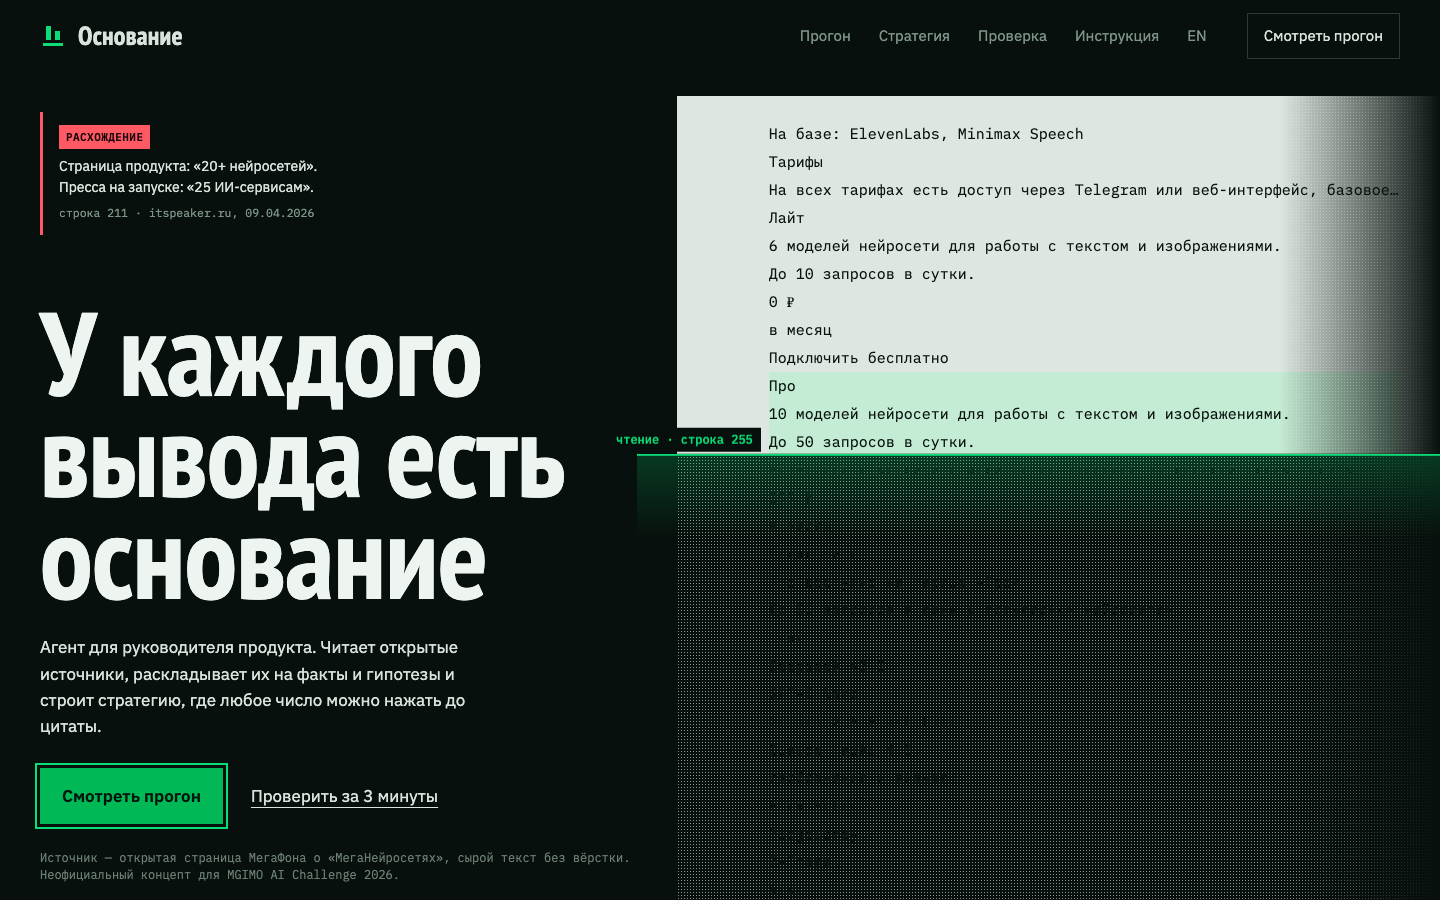 Основание
Прогон
Стратегия
Проверка
Инструкция
EN
Смотреть прогон
РАСХОЖДЕНИЕ
Страница продукта: «20+ нейросетей».
Пресса на запуске: «25 ИИ-сервисам».
строка 211 · itspeaker.ru, 09.04.2026
У каждого
вывода есть
основание
Агент для руководителя продукта. Читает открытые
источники, раскладывает их на факты и гипотезы и
строит стратегию, где любое число можно нажать до
цитаты.
Смотреть прогон
Проверить за 3 минуты
Источник — открытая страница МегаФона о «МегаНейросетях», сырой текст без вёрстки.
Неофициальный концепт для MGIMO AI Challenge 2026.
На базе: ElevenLabs, Minimax Speech
Тарифы
На всех тарифах есть доступ через Telegram или веб-интерфейс, базовое…
Лайт
6 моделей нейросети для работы с текстом и изображениями.
До 10 запросов в сутки.
0 ₽
в месяц
Подключить бесплатно
Про
10 моделей нейросети для работы с текстом и изображениями.
До 50 запросов в сутки.
чтение · строка 255